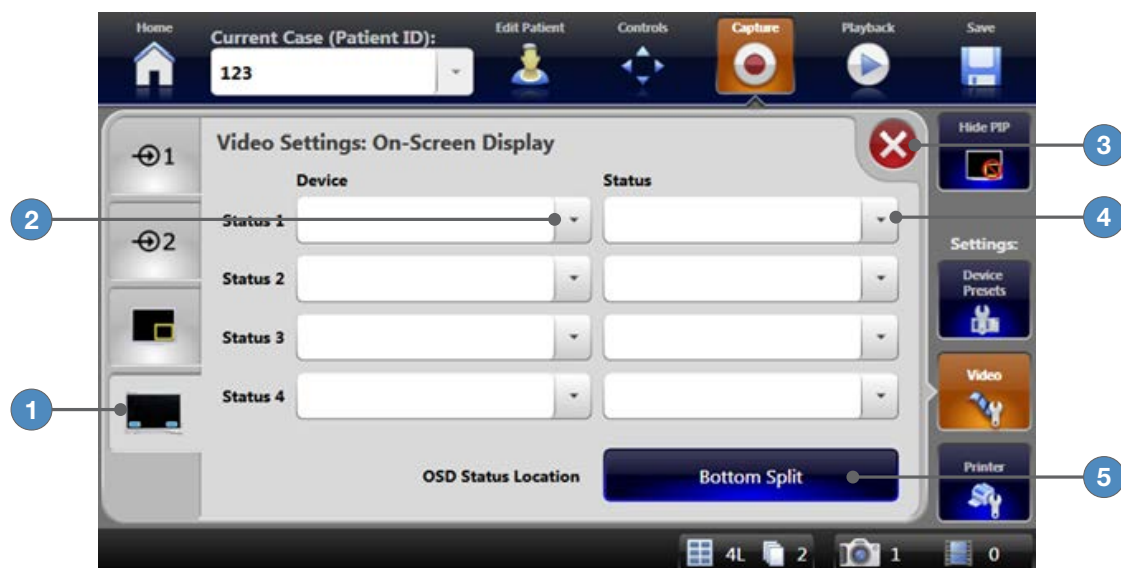 Home
Current Case (Patient ID):
123
Edit Patient
Controls
Capture
Playback
Save
1
2
Video Settings: On-Screen Display
Device
Status
Status 1
Status 2
Status 3
Status 4
OSD Status Location
Bottom Split
Hide PIP
Settings:
Device
Presets
Video
Printer
4L
2
1
0
1
2
3
4
5